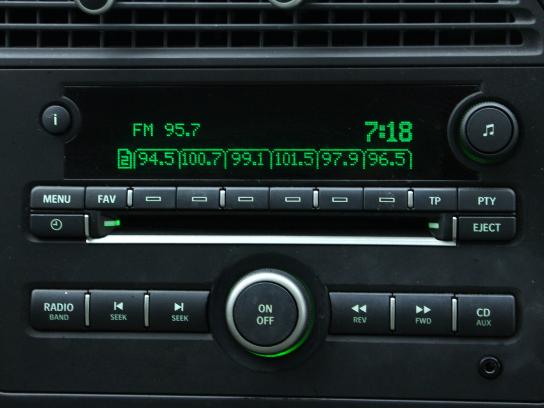 i
FM 95.7 7:18
2 94.5 100.7 99.1 101.5 97.9 96.5
MENU FAV TP PTY
EJECT
RADIO BAND SEEK SEEK ON OFF REV FWD CD AUX